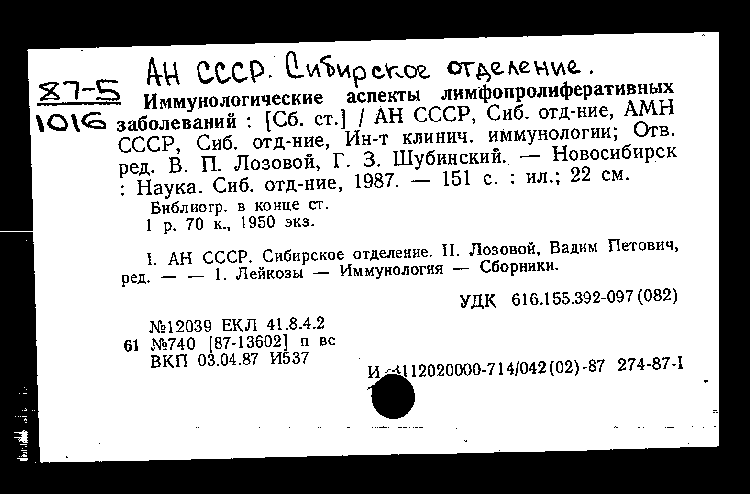 АН СССР. Сибирское отделение.
87-5
1016
Иммунологические аспекты лимфопролиферативных
заболеваний : [Сб. ст.] / АН СССР, Сиб. отд-ние, АМН
СССР, Сиб. отд-ние, Ин-т клинич. иммунологии; Отв.
ред. В. П. Лозовой, Г. З. Шубинский. — Новосибирск
: Наука. Сиб. отд-ние, 1987. — 151 с. : ил.; 22 см.
Библиогр. в конце ст.
1 р. 70 к., 1950 экз.
I. АН СССР. Сибирское отделение. II. Лозовой, Вадим Петович,
ред. — — 1. Лейкозы — Иммунология — Сборники.
УДК 616.155.392-097(082)
№12039 ЕКЛ 41.8.4.2
61 №740 [87-13602] п вс
ВКП 03.04.87 И537
И 4112020000-714/042(02)-87 274-87-I